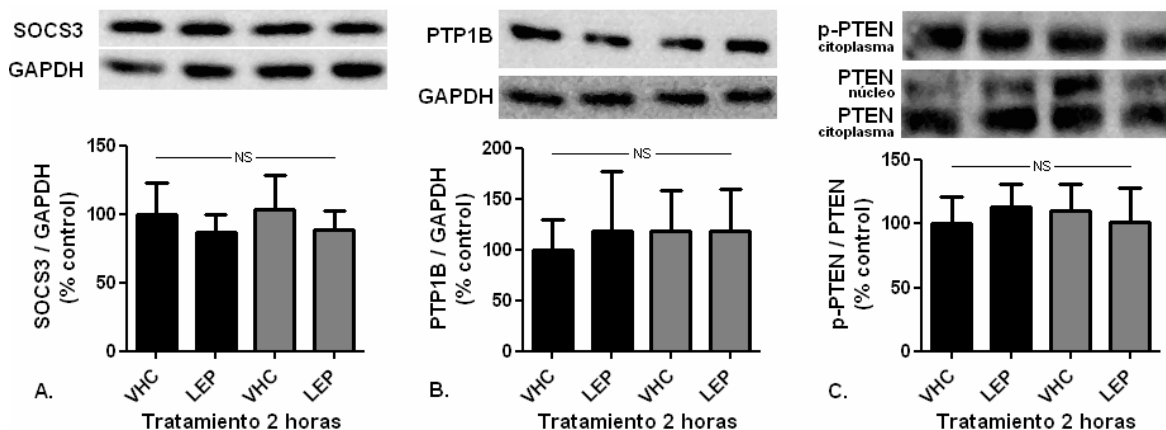 SOCS3
GAPDH
NS
SOCS3 / GAPDH
(% control)
150
100
50
0
VHC
LEP
VHC
LEP
A.
Tratamiento 2 horas
PTP1B
GAPDH
NS
PTP1B / GAPDH
(% control)
200
150
100
50
0
VHC
LEP
VHC
LEP
B.
Tratamiento 2 horas
p-PTEN
citoplasma
PTEN
núcleo
PTEN
citoplasma
NS
p-PTEN / PTEN
(% control)
150
100
50
0
VHC
LEP
VHC
LEP
C.
Tratamiento 2 horas